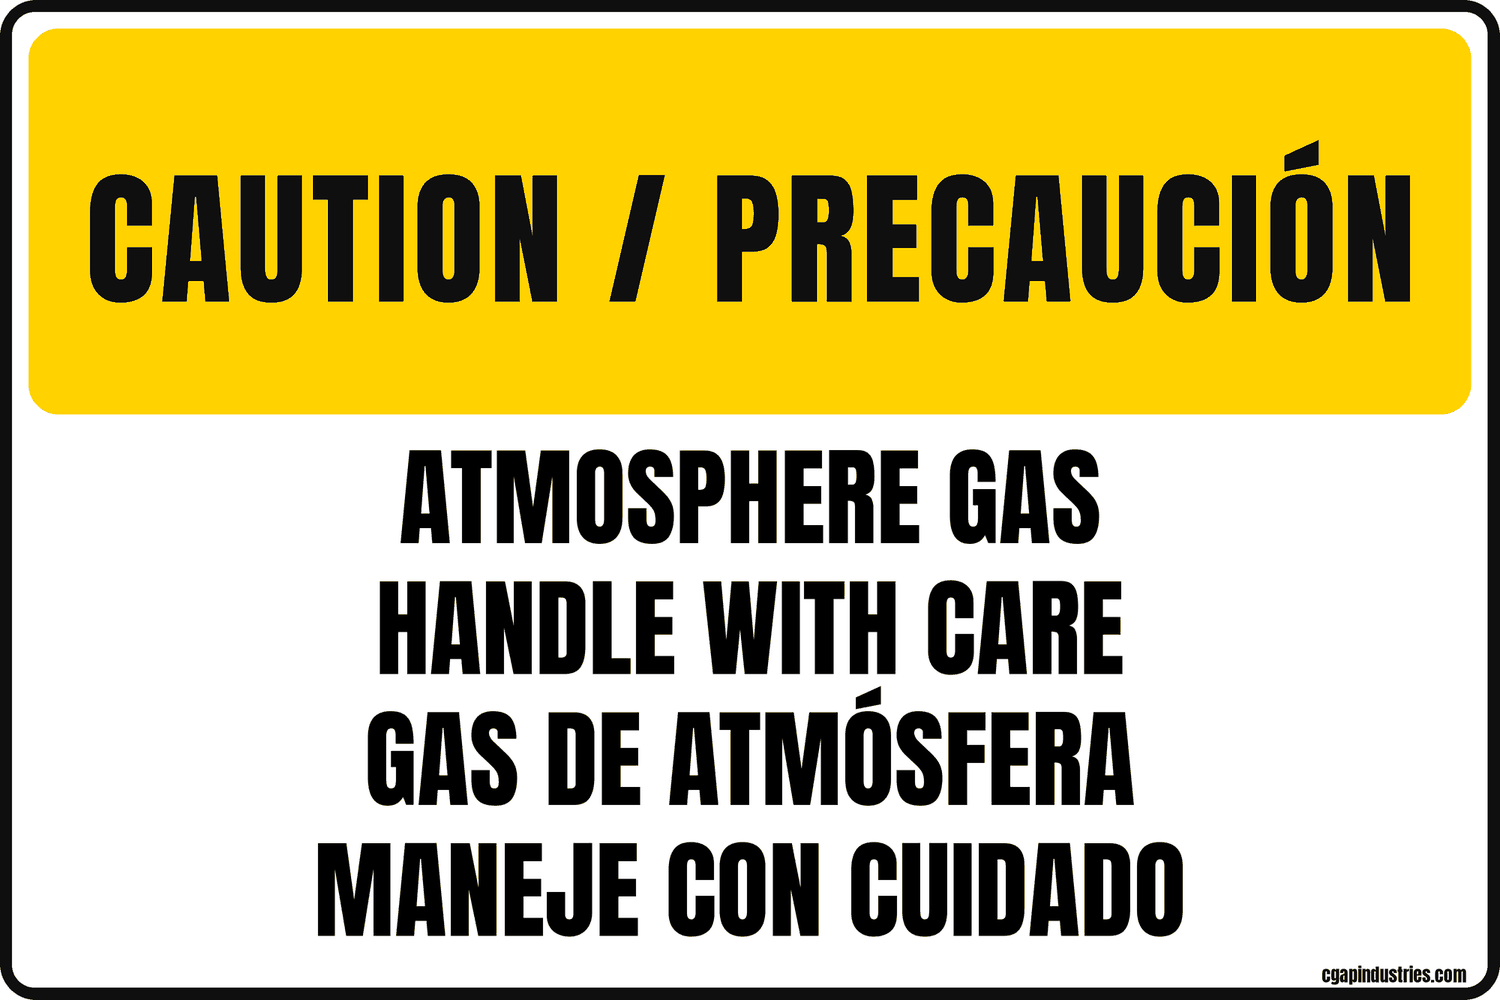 CAUTION / PRECAUCIÓN
ATMOSPHERE GAS
HANDLE WITH CARE
GAS DE ATMÓSFERA
MANEJE CON CUIDADO
cgapindustries.com